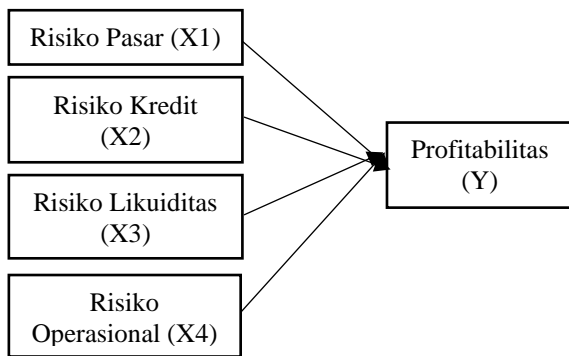 Risiko Pasar (X1)
Risiko Kredit
(X2)
Profitabilitas
(Y)
Risiko Likuiditas
(X3)
Risiko
Operasional (X4)